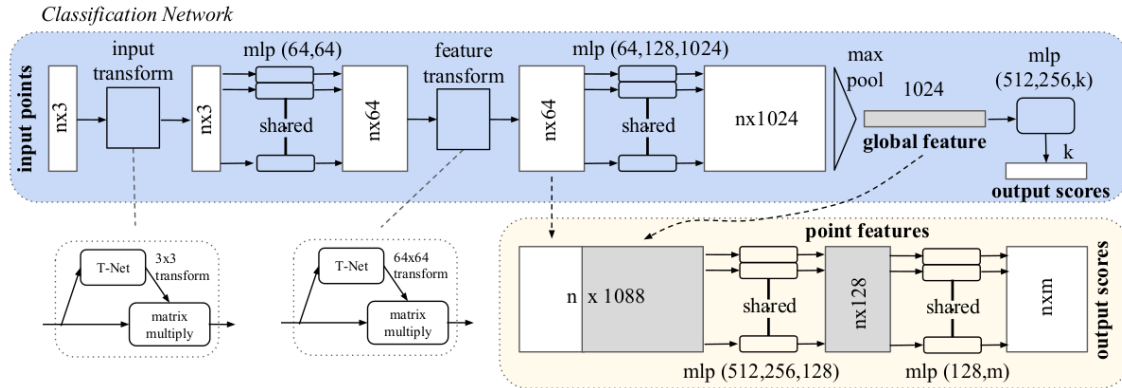 Classification Network
input points
nx3
input
transform
nx3
mlp (64,64)
shared
nx64
feature
transform
nx64
mlp (64,128,1024)
shared
nx1024
max
pool
1024
global feature
mlp
(512,256,k)
k
output scores
T-Net
3x3
transform
matrix
multiply
T-Net
64x64
transform
matrix
multiply
point features
n x 1088
shared
mlp (512,256,128)
nx128
shared
mlp (128,m)
nxm
output scores